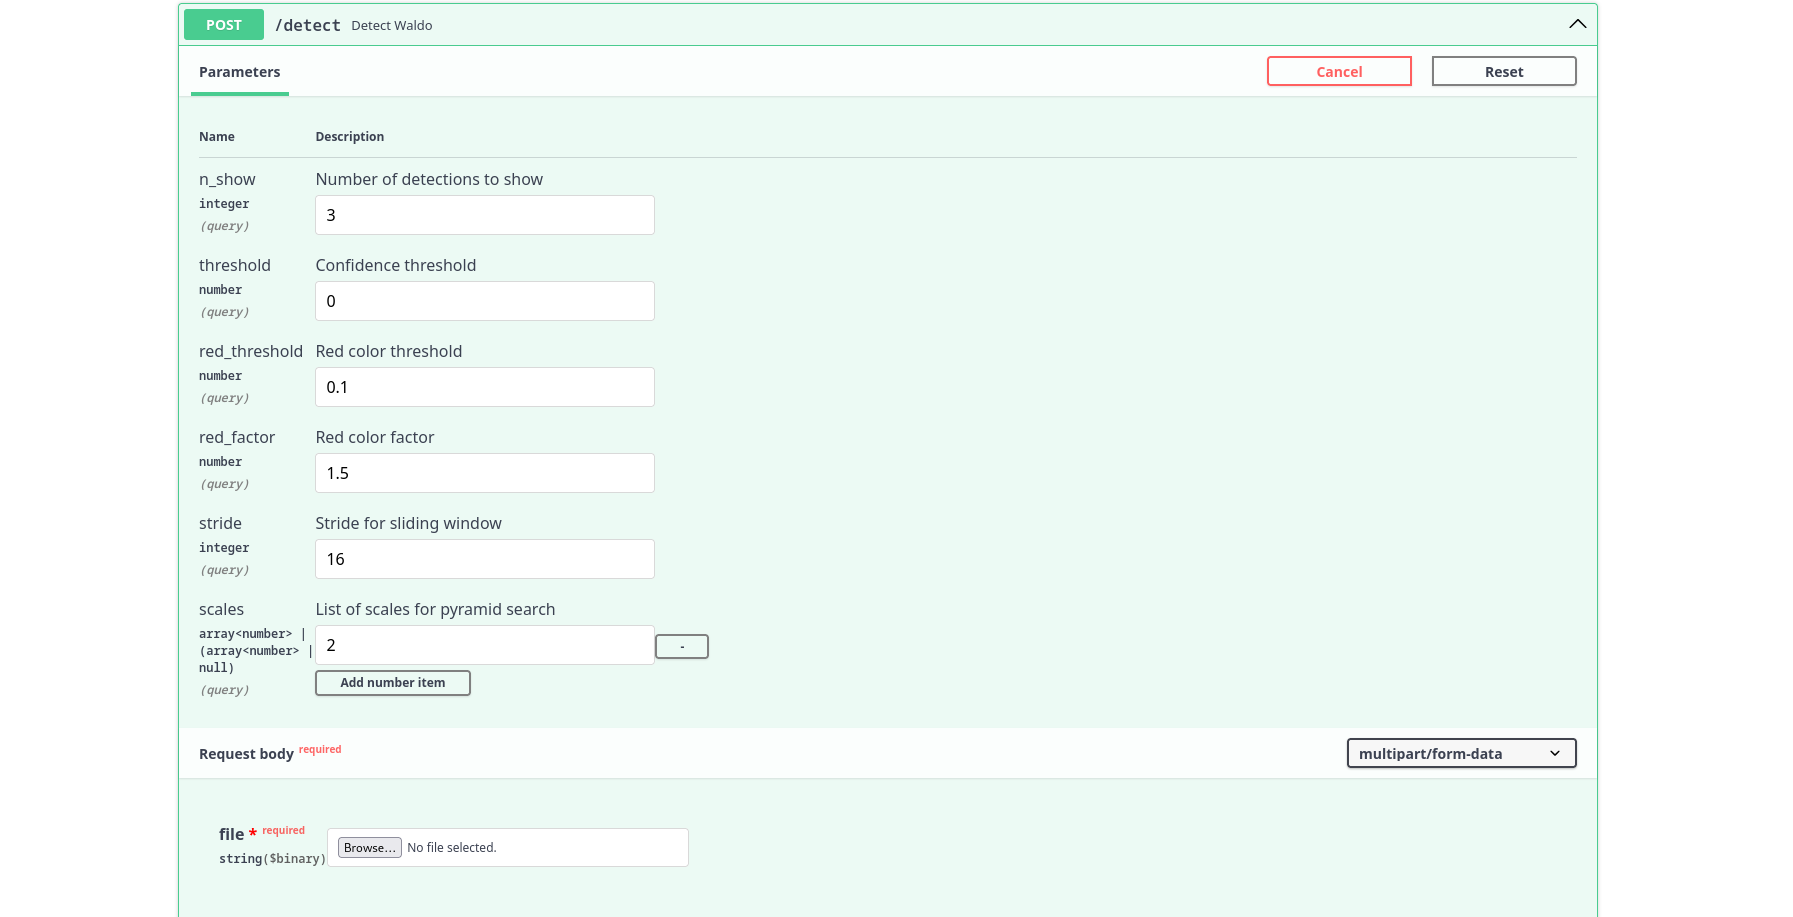 POST /detect Detect Waldo
Parameters
Cancel
Reset
Name Description
n_show
integer
(query)
Number of detections to show
3
threshold
number
(query)
Confidence threshold
0
red_threshold
number
(query)
Red color threshold
0.1
red_factor
number
(query)
Red color factor
1.5
stride
integer
(query)
Stride for sliding window
16
scales
array<number> |
(array<number> |
null)
(query)
List of scales for pyramid search
2
-
Add number item
Request body required
multipart/form-data
file * required
string($binary)
Browse... No file selected.